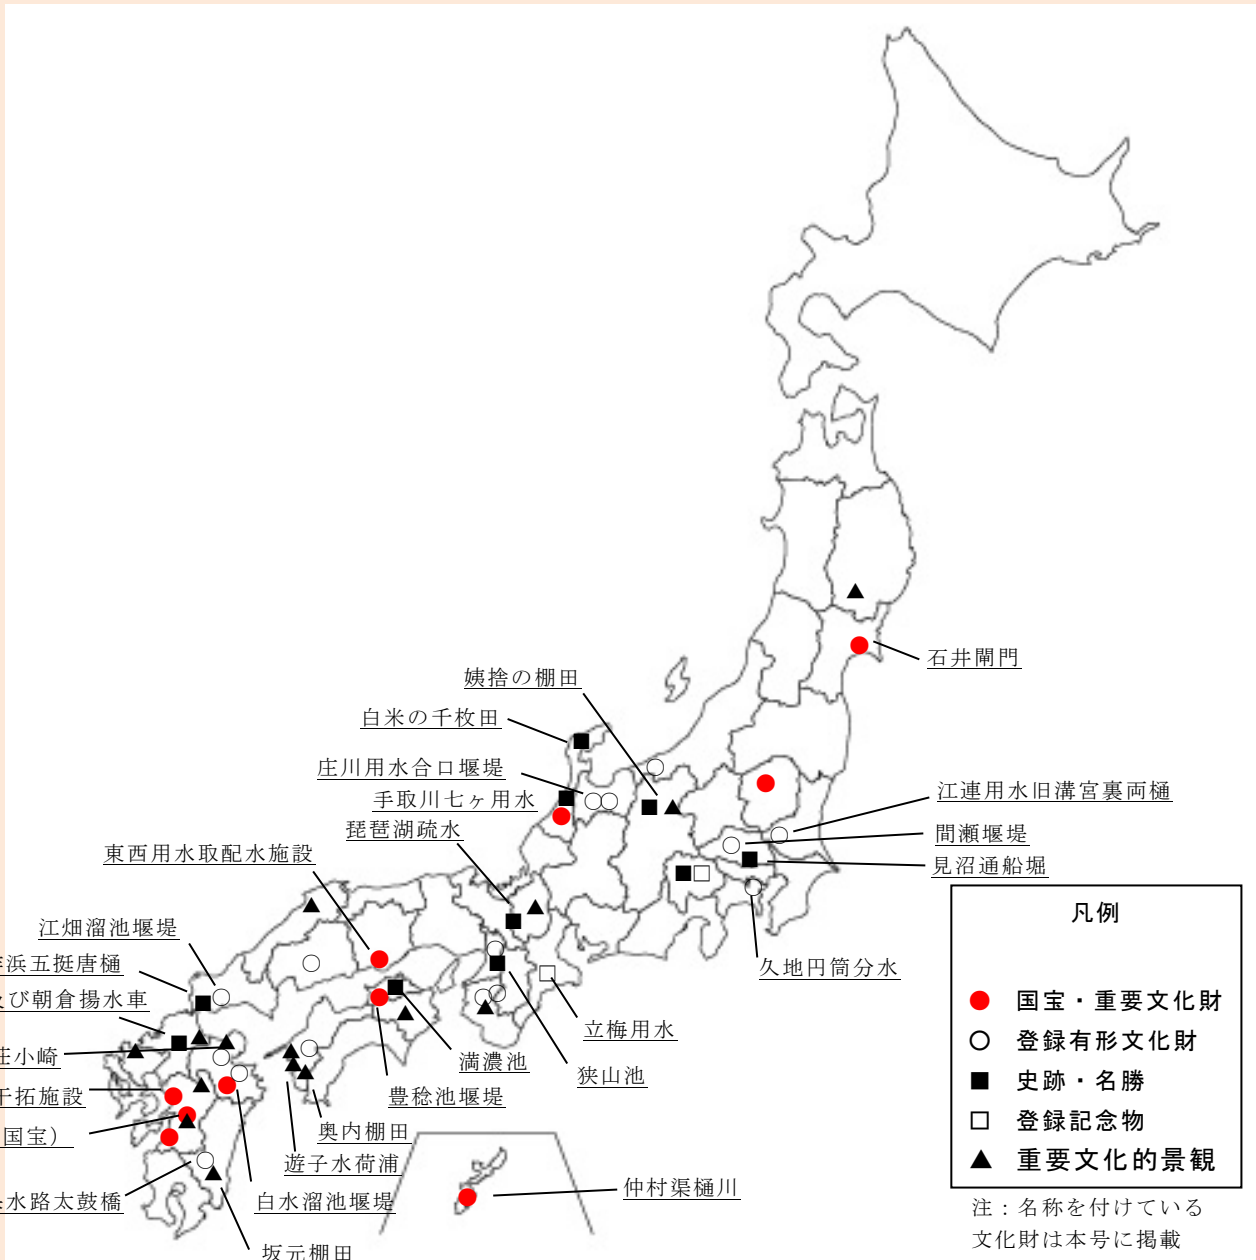 石井閘門
姨捨の棚田
白米の千枚田
庄川用水合口堰堤
手取川七ヶ用水
琵琶湖疏水
東西用水取配水施設
江連用水旧溝宮裏両樋
間瀬堰堤
見沼通船堀
江畑溜池堰堤
浜五挺唐樋
久地円筒分水
び朝倉揚水車
立梅用水
荘小崎
満濃池
狭山池
干拓施設
豊稔池堰堤
国宝）
奥内棚田
遊子水荷浦
水路太鼓橋
白水溜池堰堤
仲村渠樋川
坂元棚田
凡例
国宝・重要文化財
登録有形文化財
史跡・名勝
登録記念物
重要文化的景観
注：名称を付けている
文化財は本号に掲載